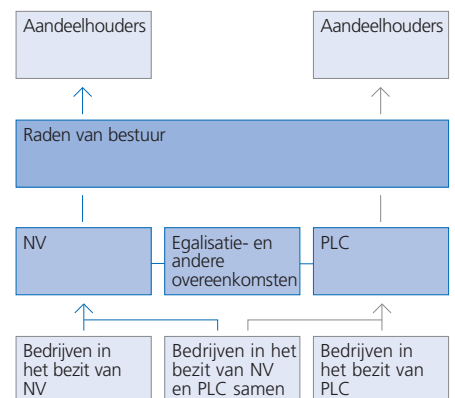 Aandeelhouders
Aandeelhouders
Raden van bestuur
NV
Egalisatie- en
andere
overeenkomsten
PLC
Bedrijven in
het bezit van
NV
Bedrijven in het
bezit van NV
en PLC samen
Bedrijven in
het bezit van
PLC